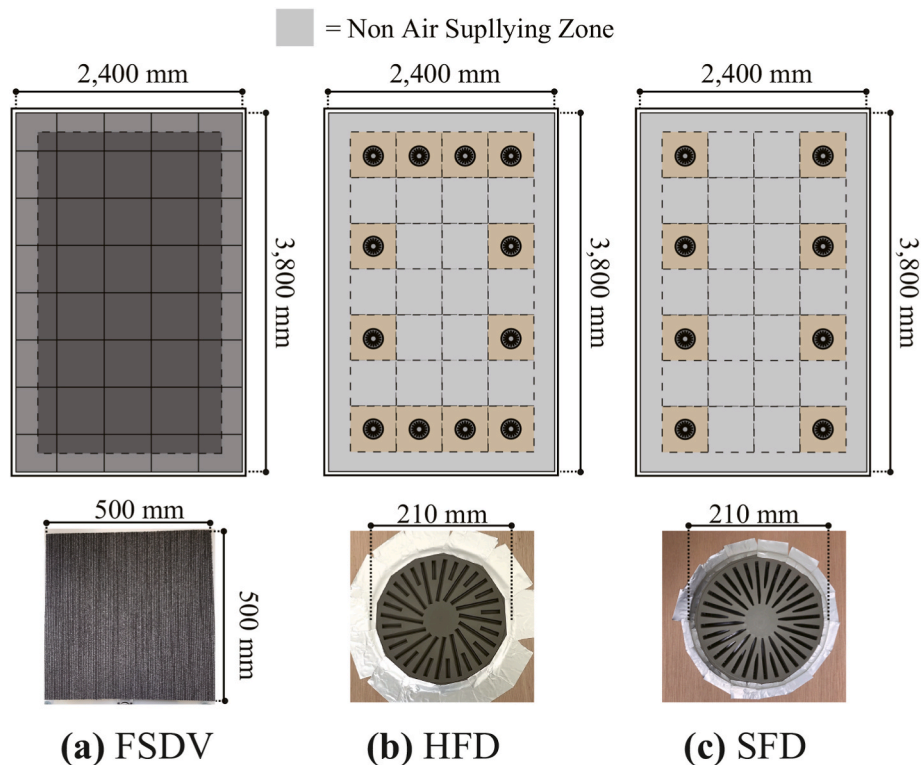 = Non Air Supllying Zone
2,400 mm
2,400 mm
2,400 mm
3,800 mm
3,800 mm
3,800 mm
500 mm
210 mm
210 mm
500 mm
(a) FSDV
(b) HFD
(c) SFD